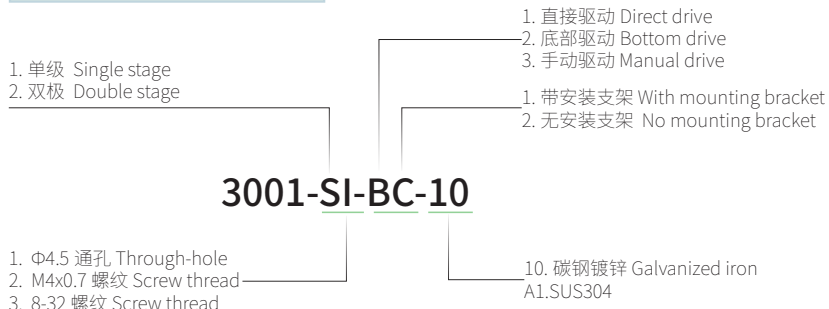 1. 直接驱动 Direct drive
2. 底部驱动 Bottom drive
3. 手动驱动 Manual drive
1. 单级 Single stage
2. 双极 Double stage
1. 带安装支架 With mounting bracket
2. 无安装支架 No mounting bracket
3001-SI-BC-10
1. Φ4.5 通孔 Through-hole
2. M4x0.7 螺纹 Screw thread
3. 8-32 螺纹 Screw thread
10. 碳钢镀锌 Galvanized iron
A1.SUS304